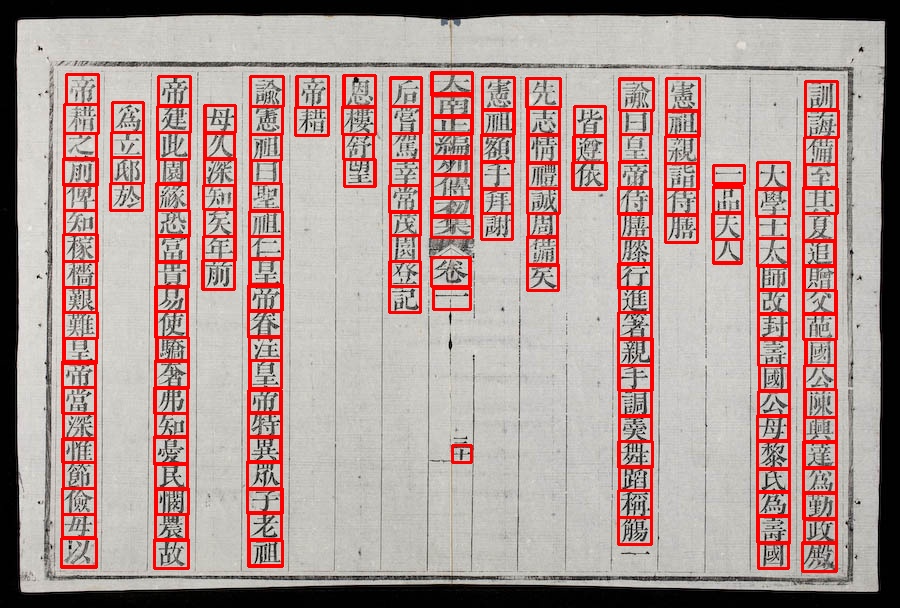 訓誨備至其夏追贈父葩國公陳興達為勤政殿
大學士太師改封壽國公母黎氏為壽國
一品夫人
憲祖親詣侍膳
諭曰皇帝侍膳膝行進箸親手調羹舞蹈稱觴一
皆遵依
先志情禮誠周備矣
憲祖額手拜謝
大南正編列傳初集 卷二
二十
后嘗駕幸常茂園登記
恩樓舒望
帝耤
諭憲祖曰聖祖仁皇帝眷注皇帝特異眾子老祖
母久深知矣年前
帝建此園緣恐富貴易使驕奢弗知憂民憫農故
為立邸於
帝耤之前俾知稼穡艱難皇帝當深惟節儉毋以